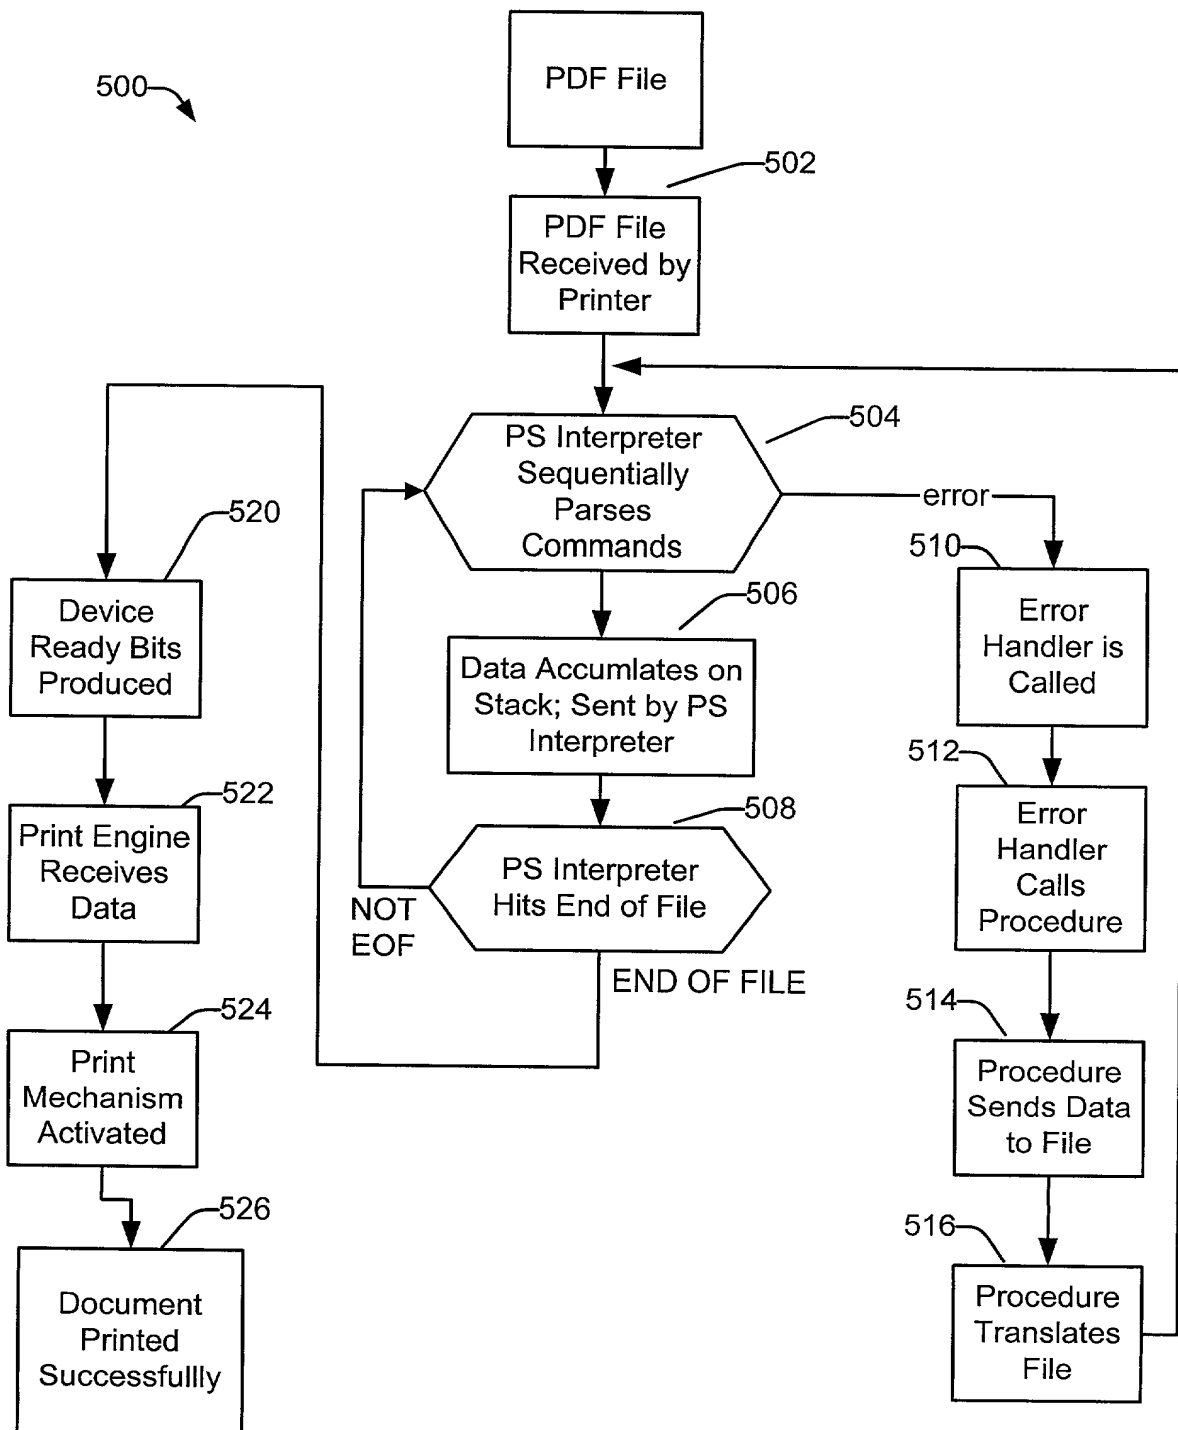 500
PDF File
502
PDF File
Received by
Printer
504
PS Interpreter
Sequentially
Parses
Commands
error
506
Data Accumlates on
Stack; Sent by PS
Interpreter
508
PS Interpreter
Hits End of File
NOT
EOF
END OF FILE
510
Error
Handler is
Called
512
Error
Handler
Calls
Procedure
514
Procedure
Sends Data
to File
516
Procedure
Translates
File
520
Device
Ready Bits
Produced
522
Print Engine
Receives
Data
524
Print
Mechanism
Activated
526
Document
Printed
Successfullly